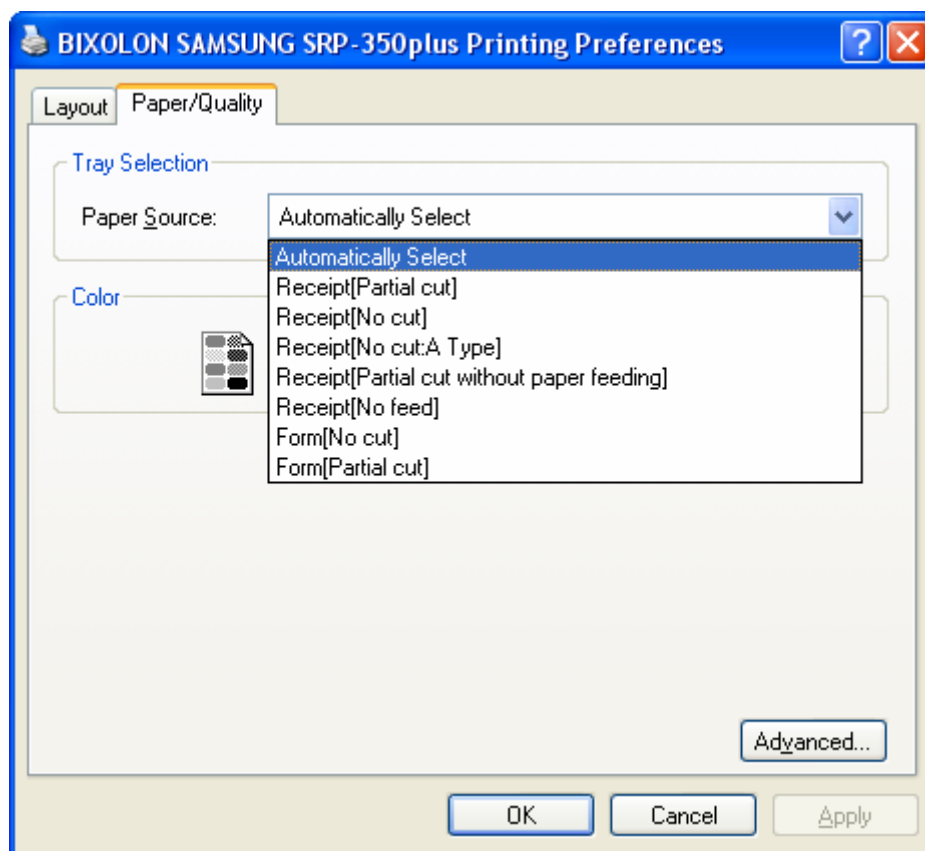 BIXOLON SAMSUNG SRP-350plus Printing Preferences
Layout Paper/Quality
Tray Selection
Paper Source: Automatically Select
Automatically Select
Receipt[Partial cut]
Receipt[No cut]
Receipt[No cut:A Type]
Receipt[Partial cut without paper feeding]
Receipt[No feed]
Form[No cut]
Form[Partial cut]
Color
Advanced...
OK Cancel Apply